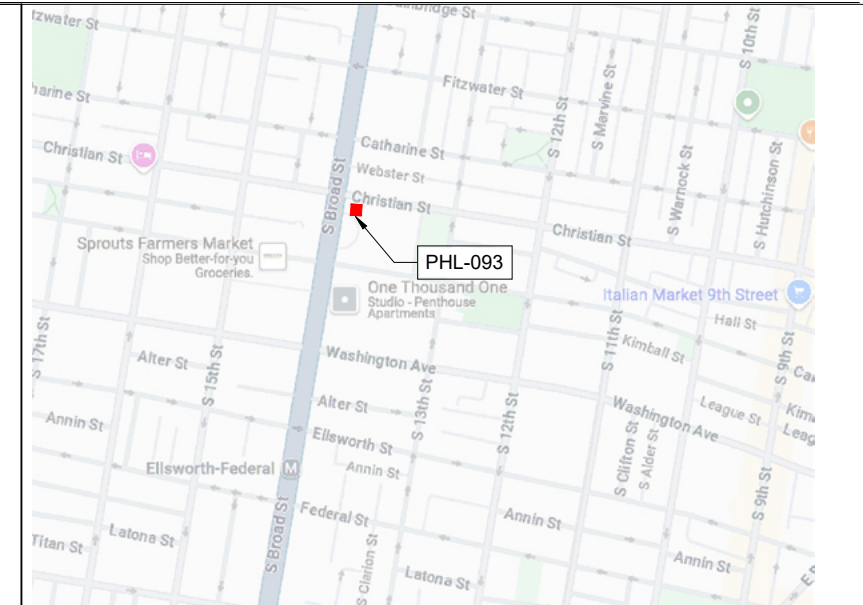 tzwater St
Fitzwater St
S 10th St
S Marvine St
S 12th St
harine St
Christian St
Catharine St
Webster St
Christian St
S Broad St
S Warnock St
S Hutchinson St
Christian St
PHL-093
Sprouts Farmers Market
Shop Better-for-you
Groceries.
One Thousand One
Studio - Penthouse
Apartments
Italian Market 9th Street
Hall St
Kimball St
S 17th St
S 15th St
Alter St
Washington Ave
S 11th St
S 9th St
Alter St
S 13th St
S 12th St
Washington Ave
League St
Annin St
Ellsworth St
Ellsworth-Federal
M
Annin St
S Clifton St
S Alder St
S 9th St
Federal St
S Broad St
Annin St
Latona St
Titan St
S Clarion St
Latona St
Annin St